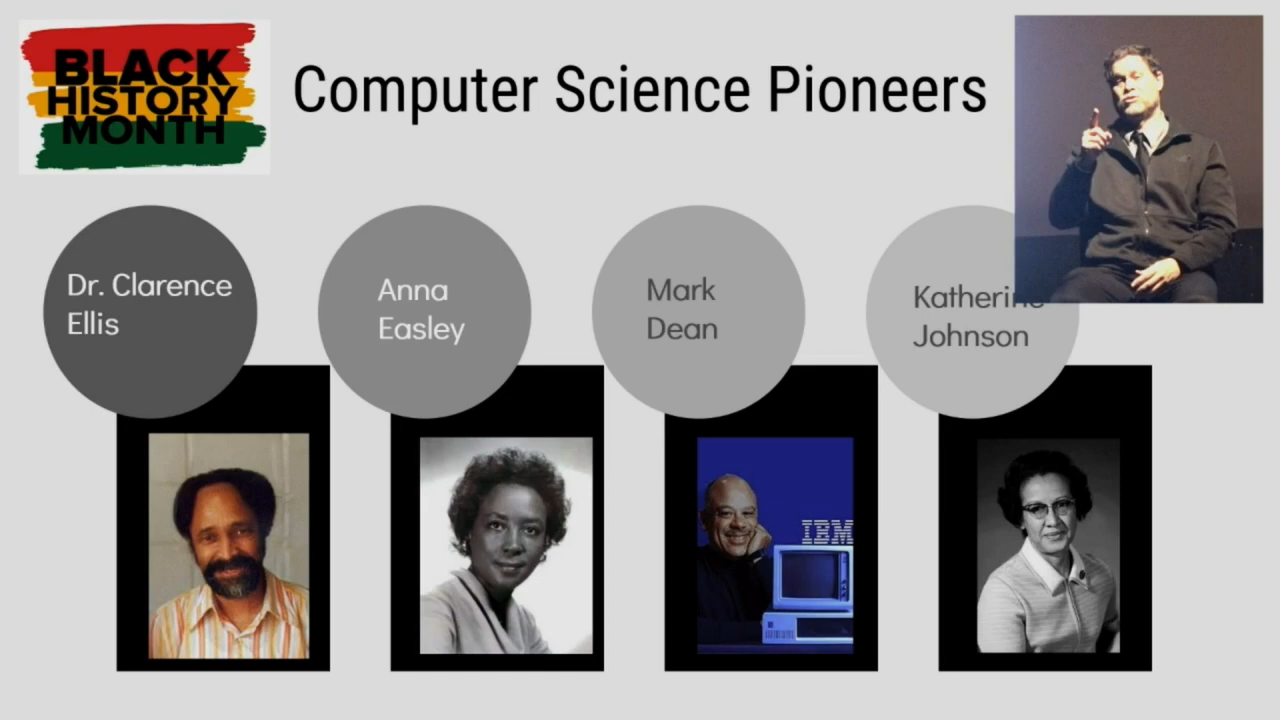 BLACK
HISTORY
MONTH
Computer Science Pioneers
Dr. Clarence
Ellis
Anna
Easley
Mark
Dean
Katherine
Johnson
IBM